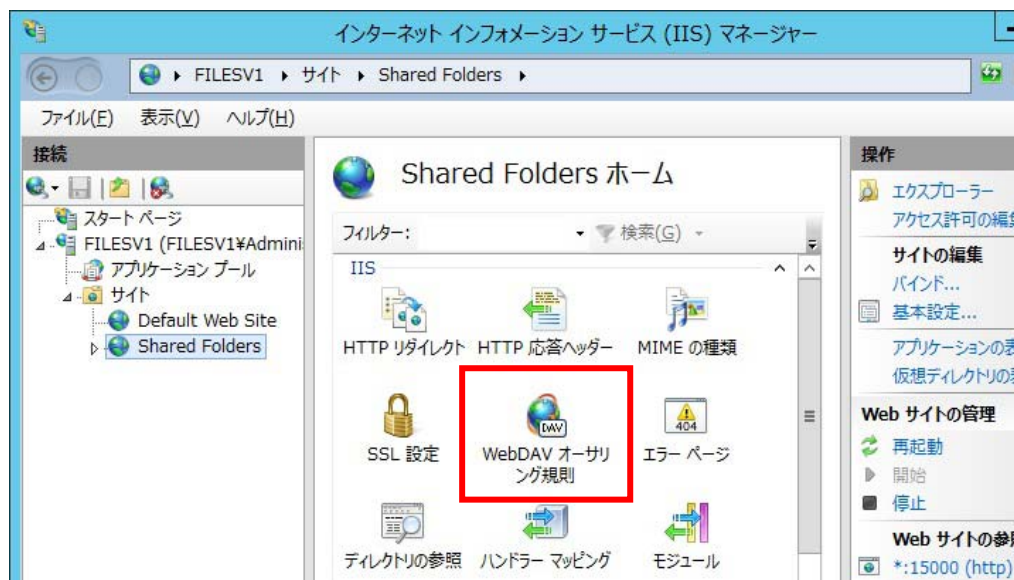 インターネット インフォメーション サービス (IIS) マネージャー
FILESV1 サイト Shared Folders
ファイル(F) 表示(V) ヘルプ(H)
接続
スタート ページ
FILESV1 (FILESV1¥Admini
アプリケーション プール
サイト
Default Web Site
Shared Folders
Shared Folders ホーム
フィルター: 検索(G)
IIS
HTTP リダイレクト HTTP 応答ヘッダー MIME の種類
SSL 設定 WebDAV オーサリ エラー ページ
ング規則
DAV
404
ディレクトリの参照 ハンドラー マッピング モジュール
操作
エクスプローラー
アクセス許可の編集
サイトの編集
バインド...
基本設定...
アプリケーションの表
仮想ディレクトリの表
Web サイトの管理
再起動
開始
停止
Web サイトの参照
*:15000 (http)